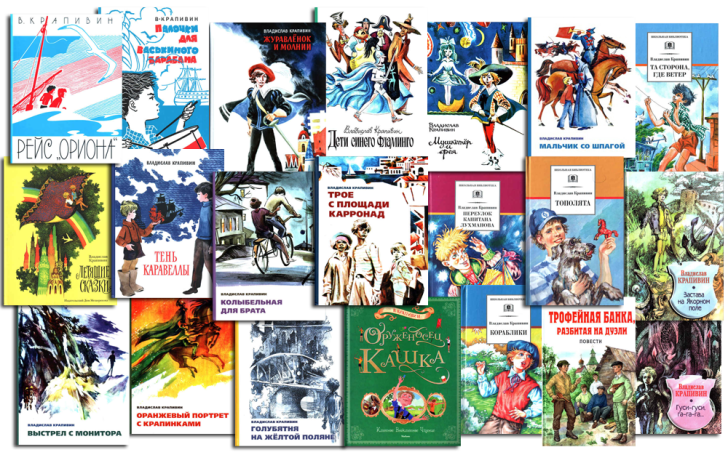 В. КРАПИВИН
РЕЙС „ОРИОНА“
В. КРАПИВИН
Палочки
для
Васькиного
барабана
ВЛАДИСЛАВ КРАПИВИН
ЖУРАВЛЁНОК
И МОЛНИИ
Владислав Крапивин
Дети синего фламинго
ВЛАДИСЛАВ
КРАПИВИН
Мушкетёр
и фея
ВЛАДИСЛАВ КРАПИВИН
МАЛЬЧИК СО ШПАГОЙ
ШКОЛЬНАЯ БИБЛИОТЕКА
Владислав Крапивин
ТА СТОРОНА,
ГДЕ ВЕТЕР
Владислав
Крапивин
ЛЕТЯЩИЕ
СКАЗКИ
ВЛАДИСЛАВ КРАПИВИН
ТЕНЬ
КАРАВЕЛЛЫ
ВЛАДИСЛАВ КРАПИВИН
КОЛЫБЕЛЬНАЯ
ДЛЯ БРАТА
ВЛАДИСЛАВ КРАПИВИН
ТРОЕ
С ПЛОЩАДИ
КАРРОНАД
ШКОЛЬНАЯ БИБЛИОТЕКА
Владислав Крапивин
ПЕРЕУЛОК
КАПИТАНА
ЛУХМАНОВА
ШКОЛЬНАЯ БИБЛИОТЕКА
Владислав Крапивин
ТОПОЛЯТА
Владислав
КРАПИВИН
Застава
на Якорном
поле
ВЛАДИСЛАВ КРАПИВИН
ВЫСТРЕЛ С МОНИТОРА
ВЛАДИСЛАВ КРАПИВИН
ОРАНЖЕВЫЙ ПОРТРЕТ
С КРАПИНКАМИ
ВЛАДИСЛАВ КРАПИВИН
ГОЛУБЯТНЯ
НА ЖЁЛТОЙ ПОЛЯНЕ
Оруженосец
Кашка
ШКОЛЬНАЯ БИБЛИОТЕКА
Владислав Крапивин
КОРАБЛИКИ
ТРОФЕЙНАЯ БАНКА,
РАЗБИТАЯ НА ДУЭЛИ
ПОВЕСТИ
Владислав
КРАПИВИН
Гуси-гуси,
га-га-га...